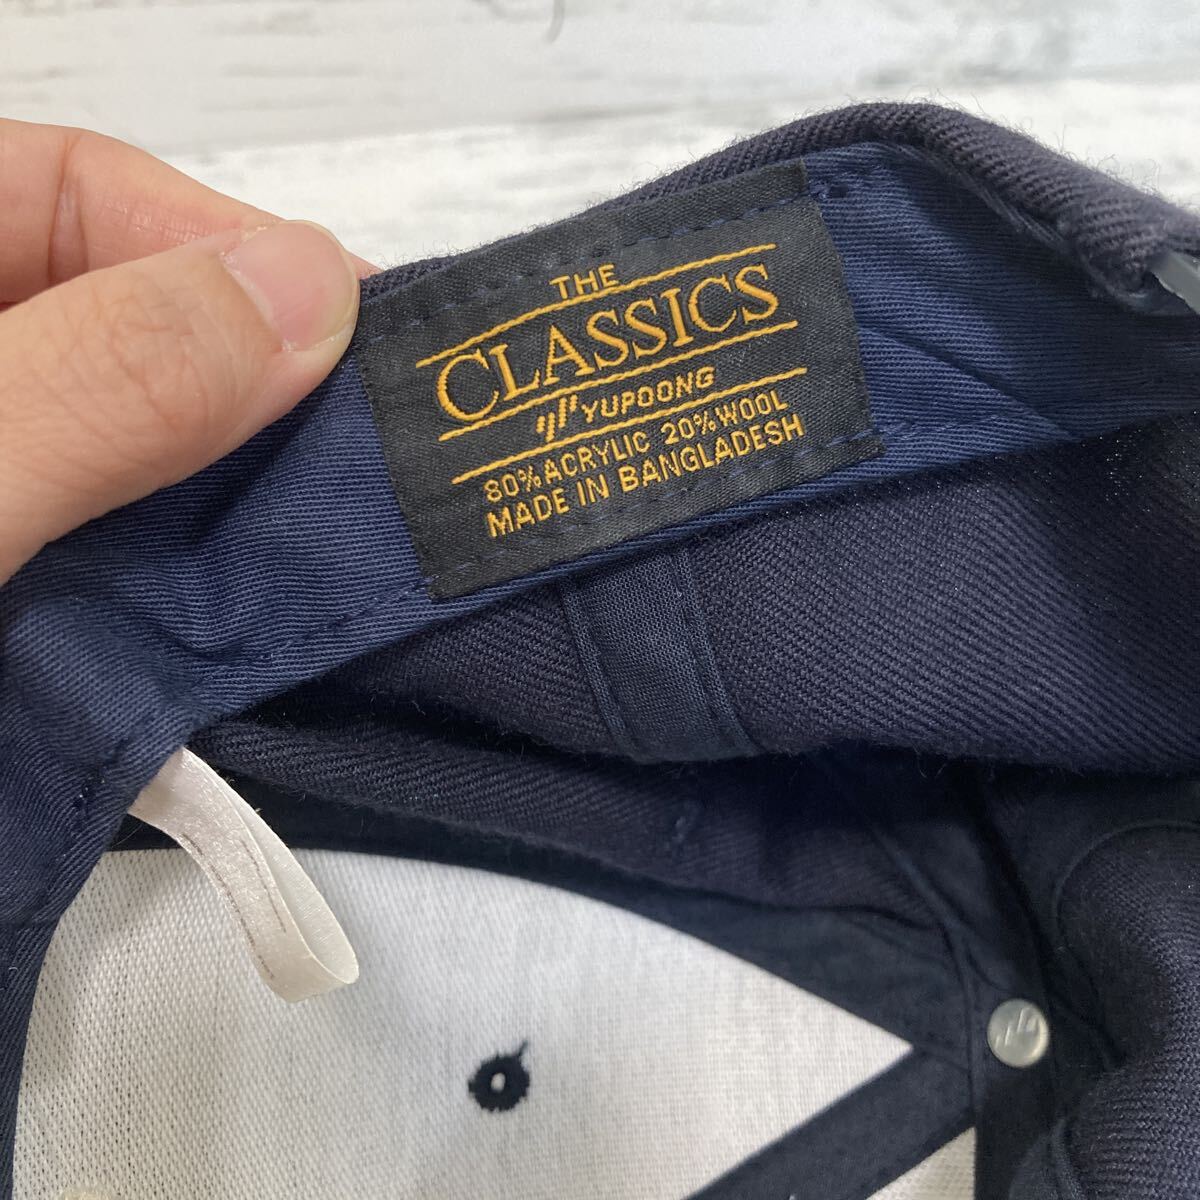 THE
CLASSICS
YUPOONG
80% ACRYLIC 20% WOOL
MADE IN BANGLADESH